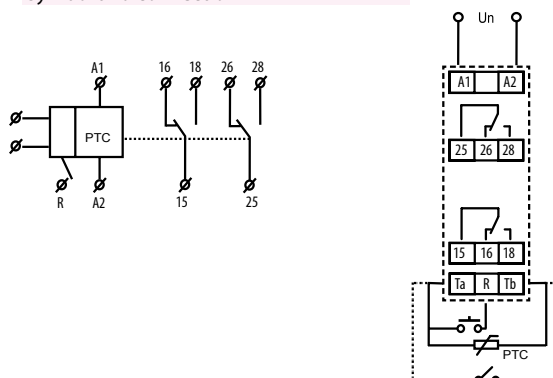 Un
A1
16 18 26 28
A1 A2
PTC
25 26 28
R A2 15 25
15 16 18
Ta R Tb
PTC